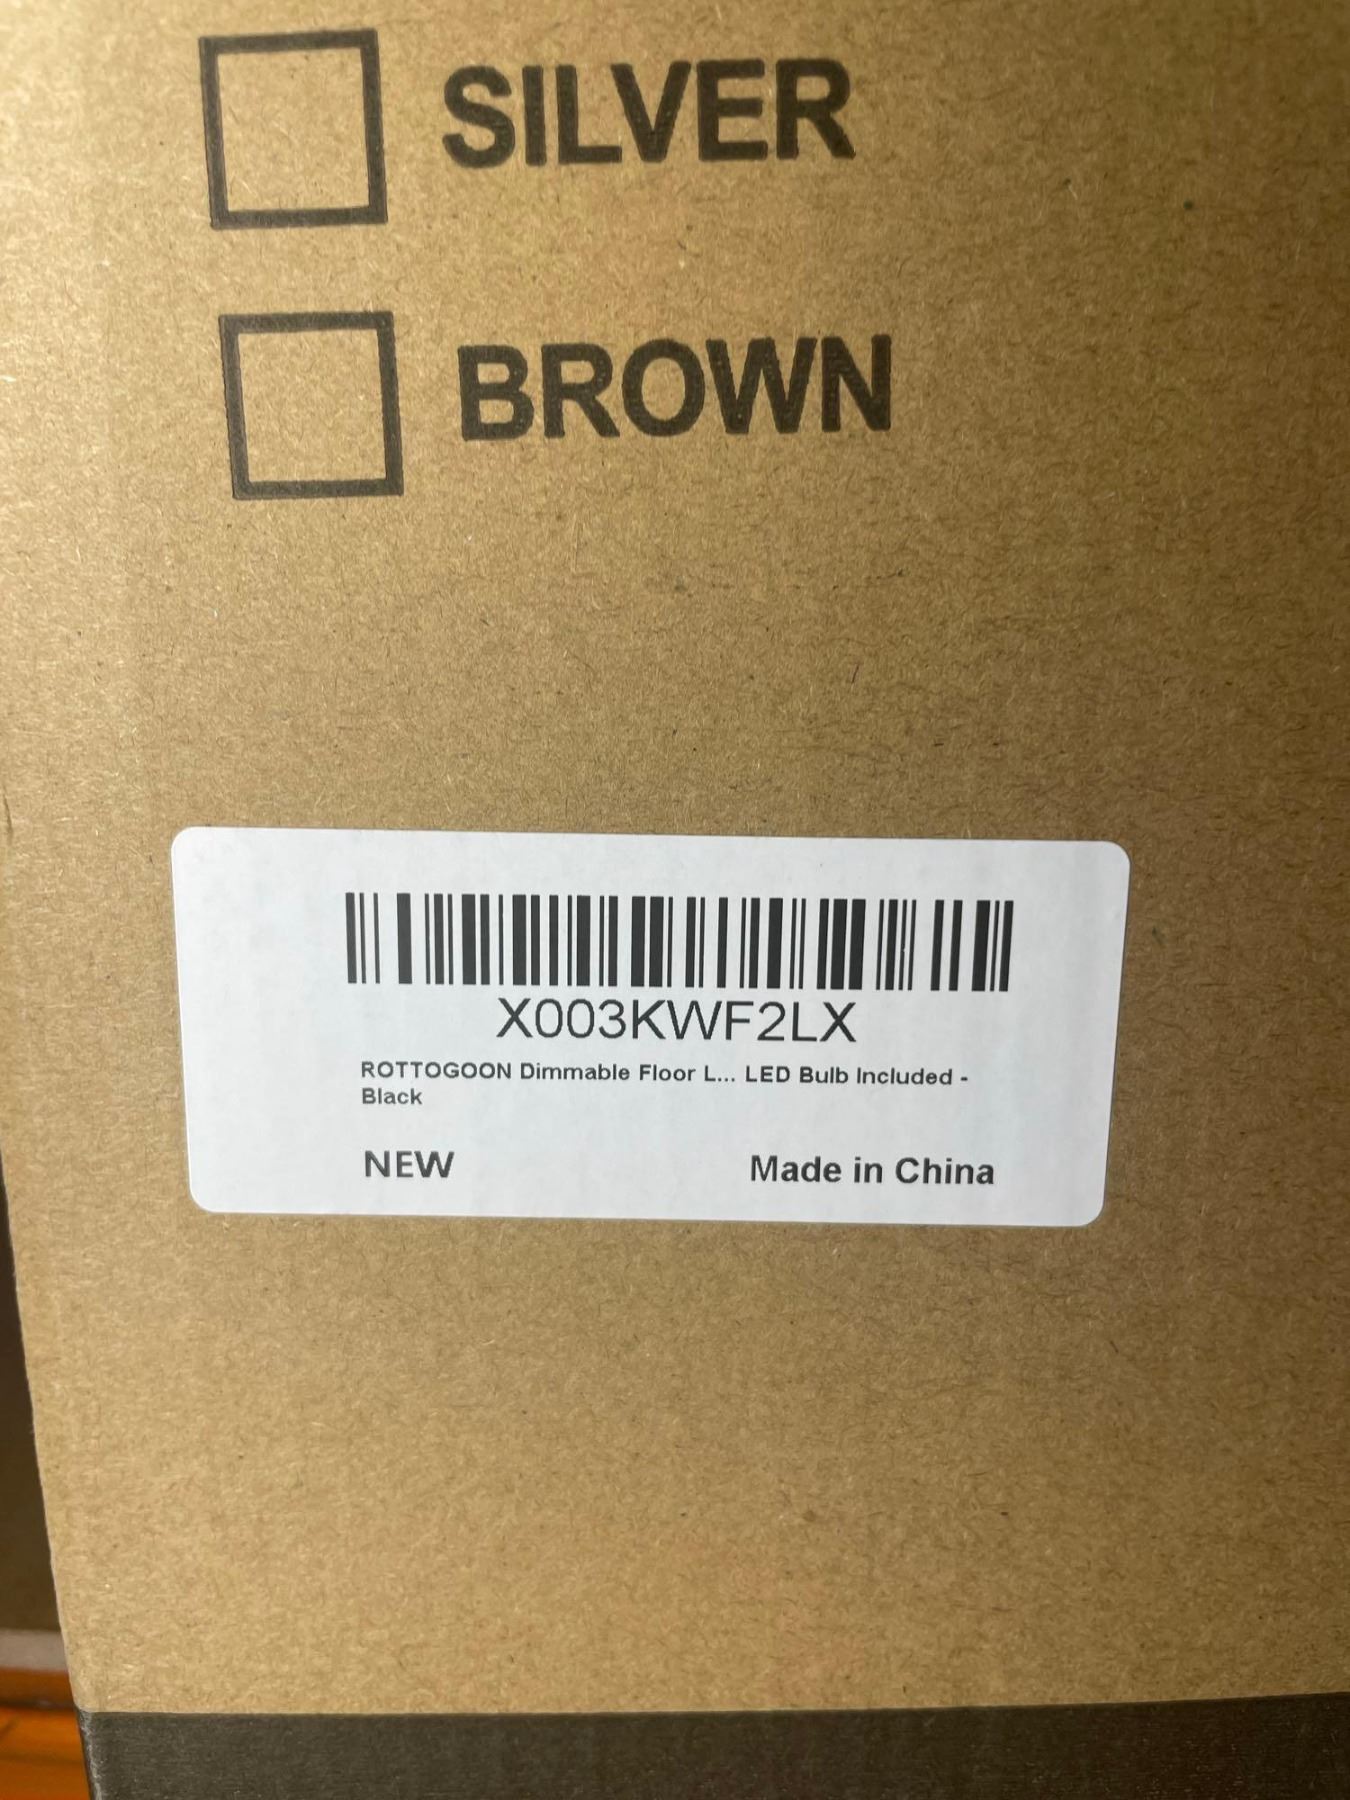 SILVER
BROWN
X003KWF2LX
ROTTOGOON Dimmable Floor L... LED Bulb Included -
Black
NEW Made in China